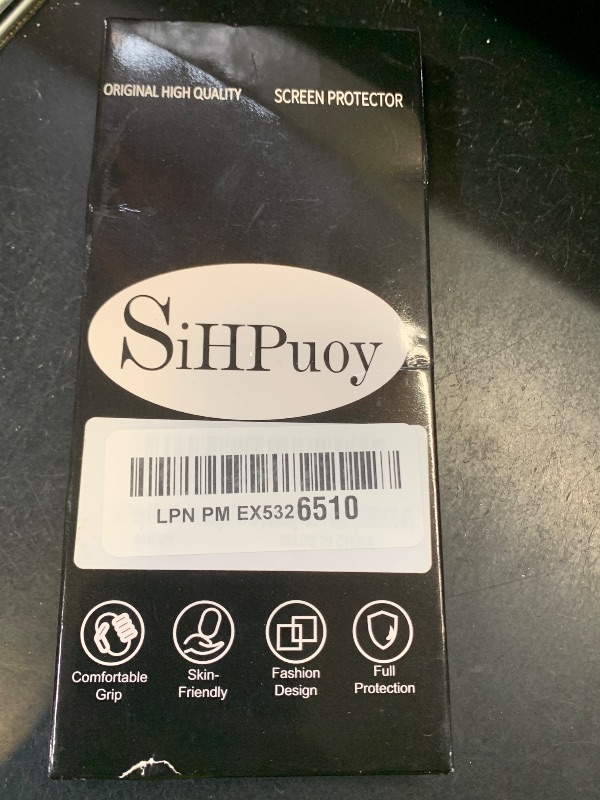 ORIGINAL HIGH QUALITY SCREEN PROTECTOR
SiHPuoy
LPN PM EX5326510
Comfortable Grip
Skin-Friendly
Fashion Design
Full Protection